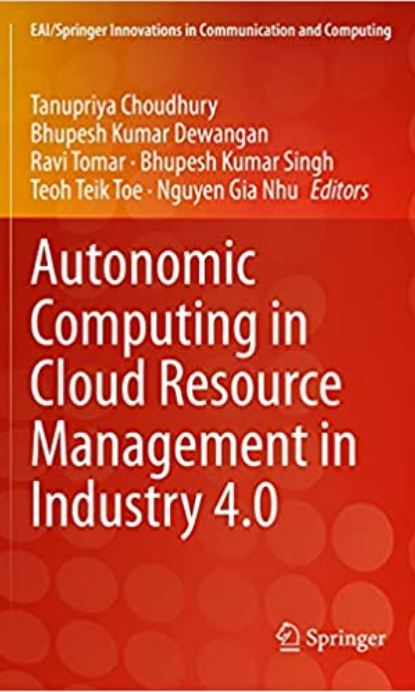 EAI/Springer Innovations in Communication and Computing
Tanupriya Choudhury
Bhupesh Kumar Dewangan
Ravi Tomar · Bhupesh Kumar Singh
Teoh Teik Toe · Nguyen Gia Nhu Editors
Autonomic
Computing in
Cloud Resource
Management in
Industry 4.0
Springer